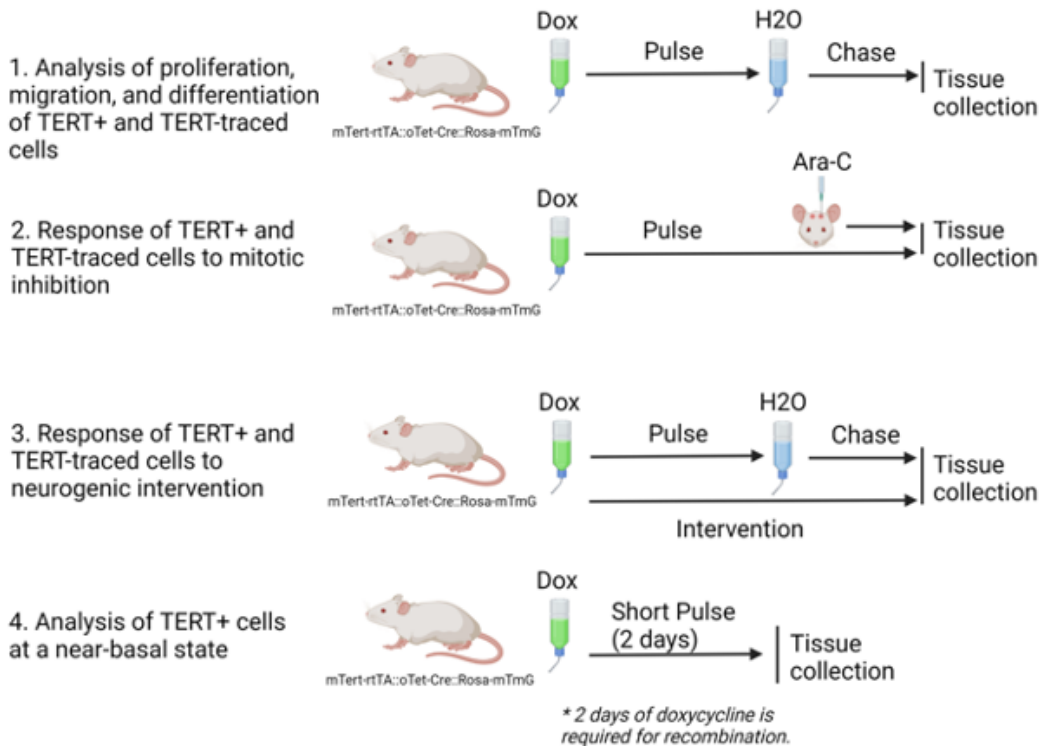 Dox
H2O
1. Analysis of proliferation,
migration, and differentiation
of TERT+ and TERT-traced
cells
Pulse
Chase
Tissue
collection
mTert-rtTA::oTet-Cre::Rosa-mTmG
Ara-C
Dox
2. Response of TERT+ and
TERT-traced cells to mitotic
inhibition
Pulse
Tissue
collection
mTert-rtTA::oTet-Cre::Rosa-mTmG
Dox
H2O
3. Response of TERT+ and
TERT-traced cells to
neurogenic intervention
Pulse
Chase
Tissue
collection
mTert-rtTA::oTet-Cre::Rosa-mTmG
Intervention
Dox
4. Analysis of TERT+ cells
at a near-basal state
Short Pulse
(2 days)
Tissue
collection
mTert-rtTA::oTet-Cre::Rosa-mTmG
* 2 days of doxycycline is
required for recombination.